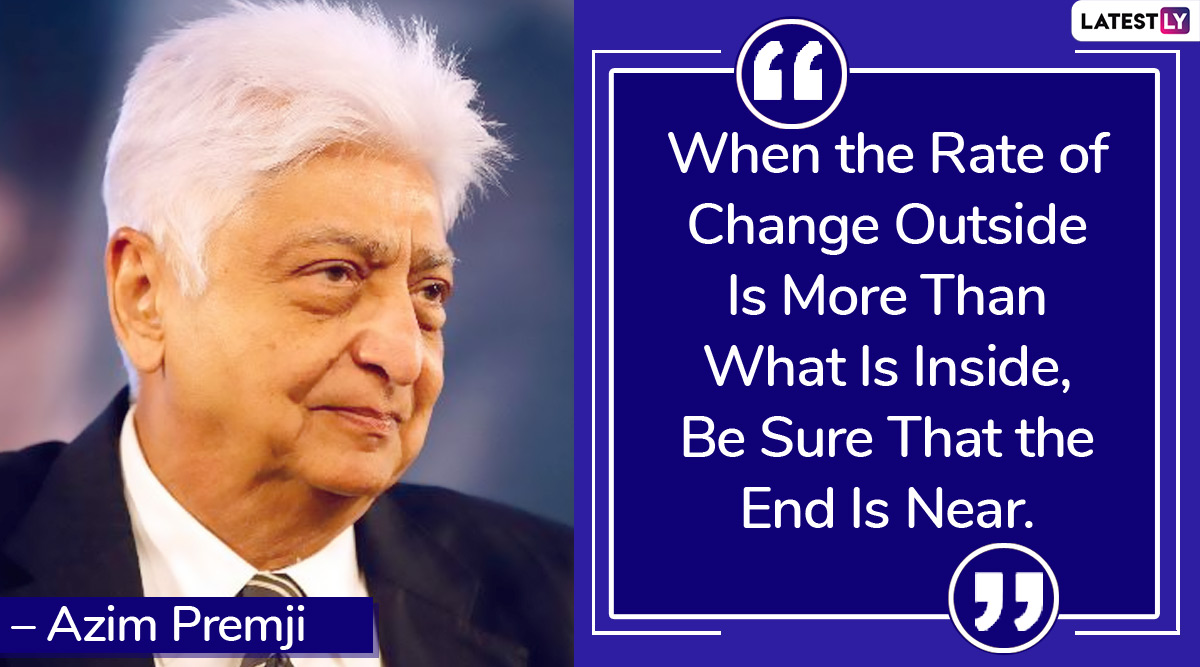 LATESTLY
“
When the Rate of
Change Outside
Is More Than
What Is Inside,
Be Sure That the
End Is Near.
”
– Azim Premji